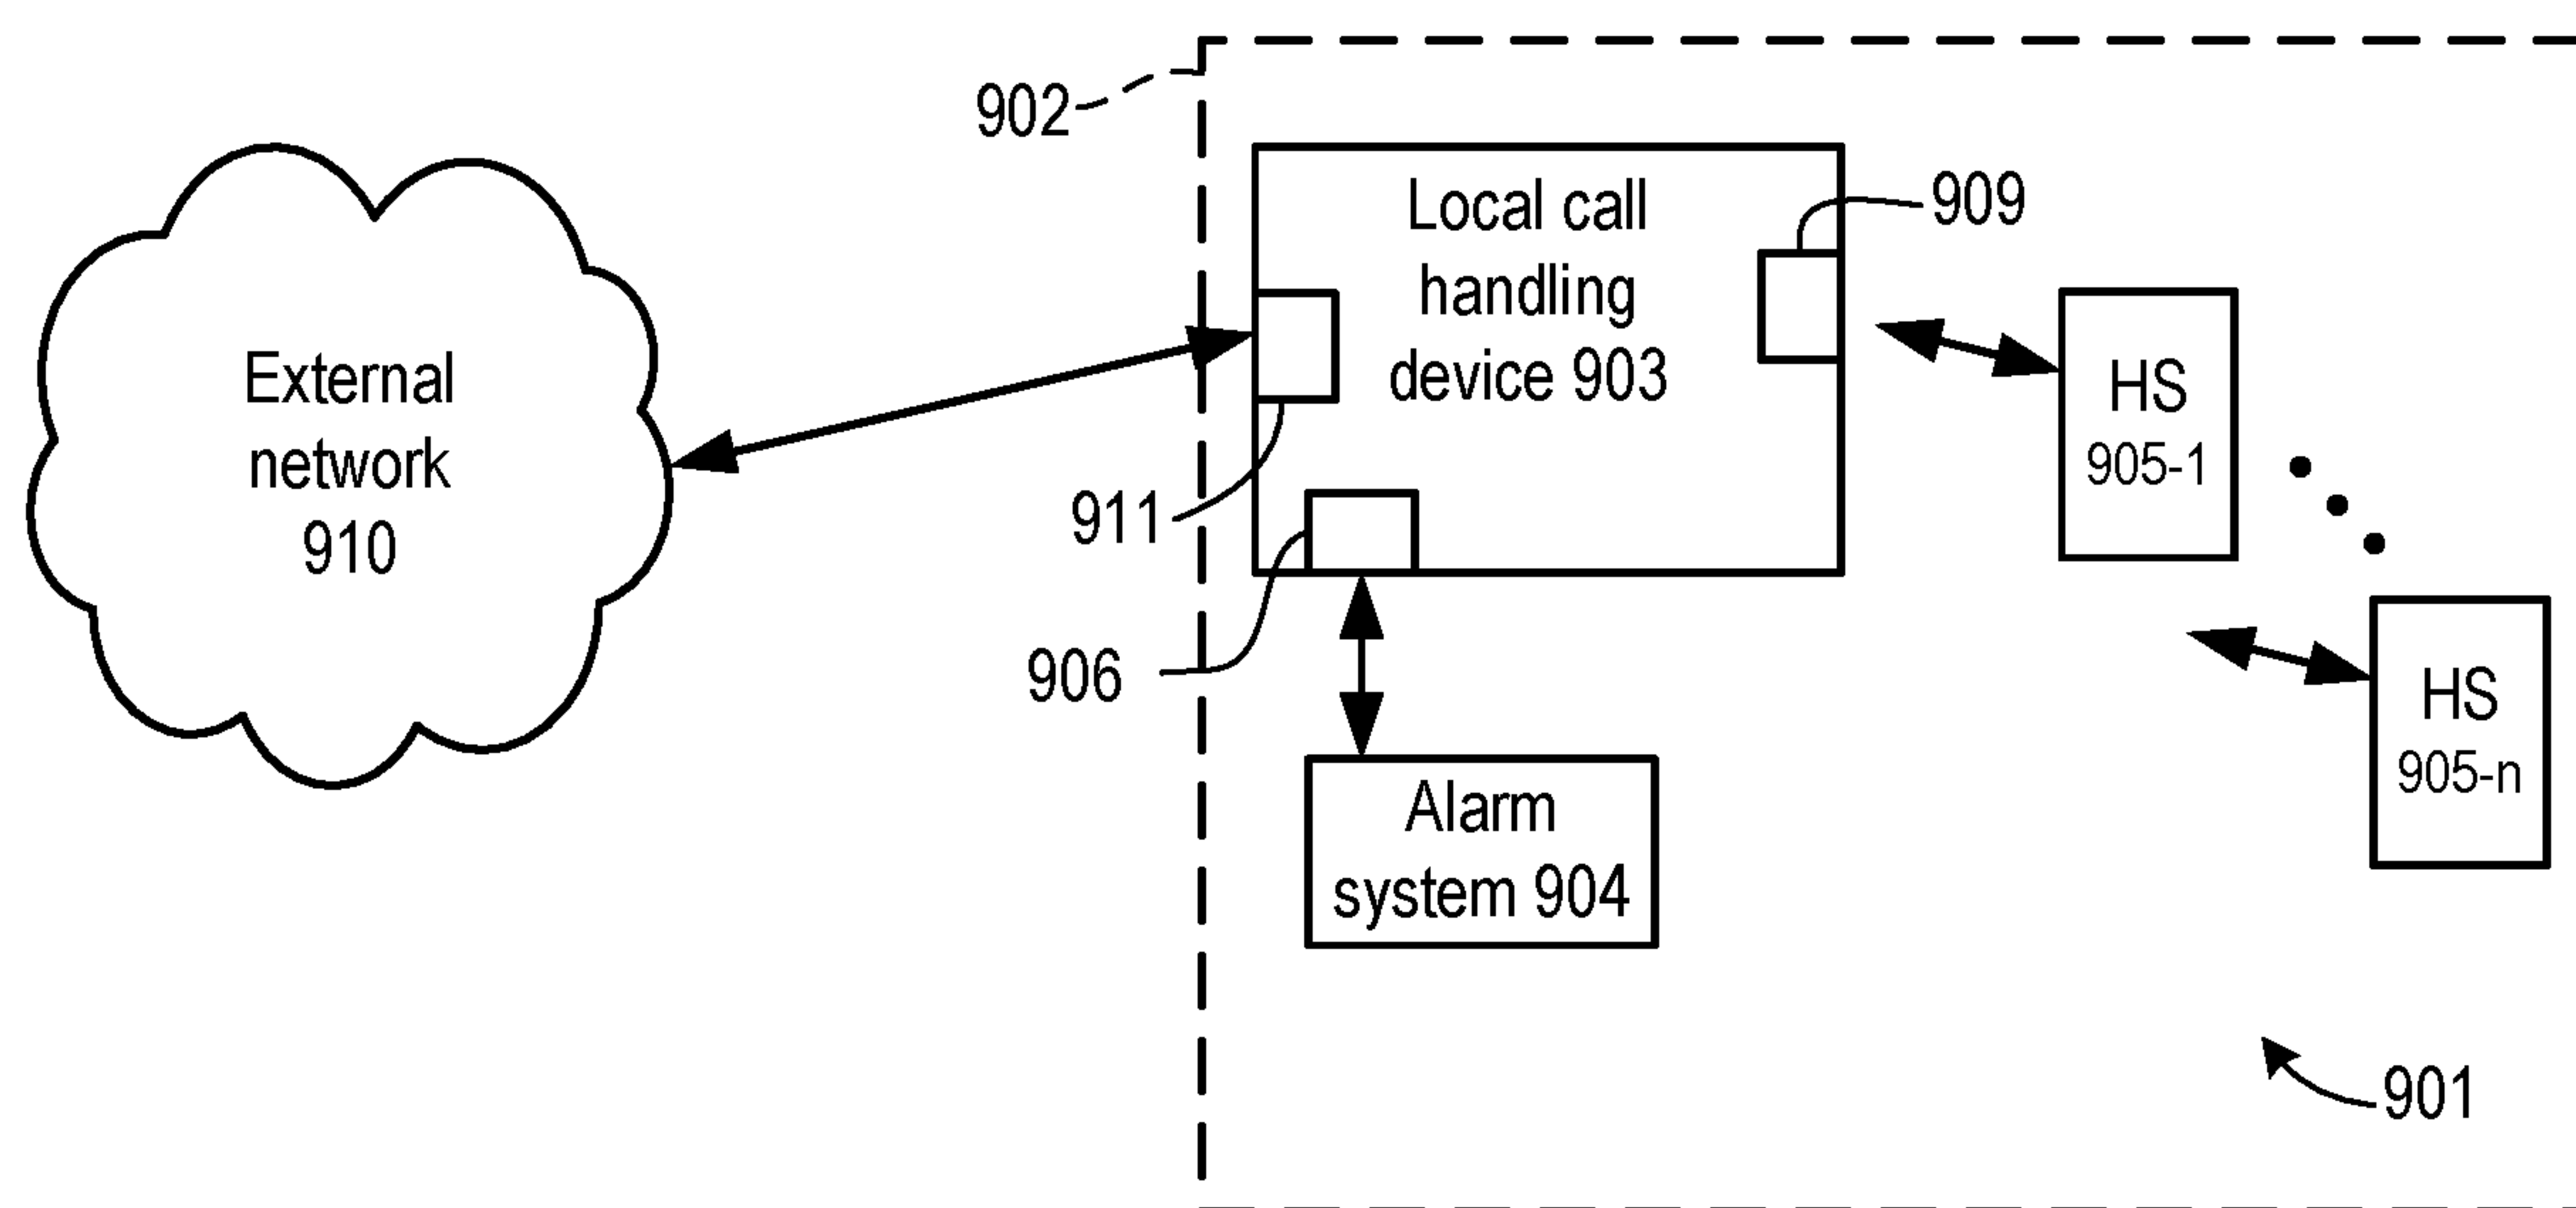 902
Local call
handling
device 903
909
External
network
910
911
906
HS
905-1
HS
905-n
Alarm
system 904
901